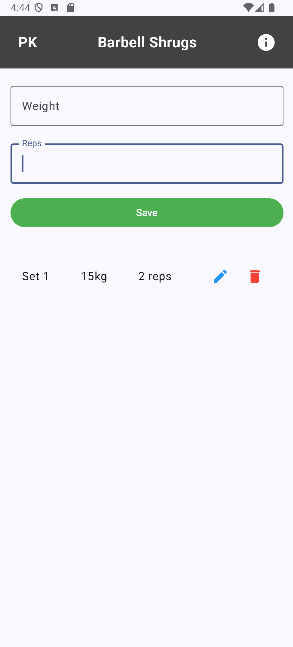 4:44
PK Barbell Shrugs
Weight
Reps
Save
Set 1 15kg 2 reps